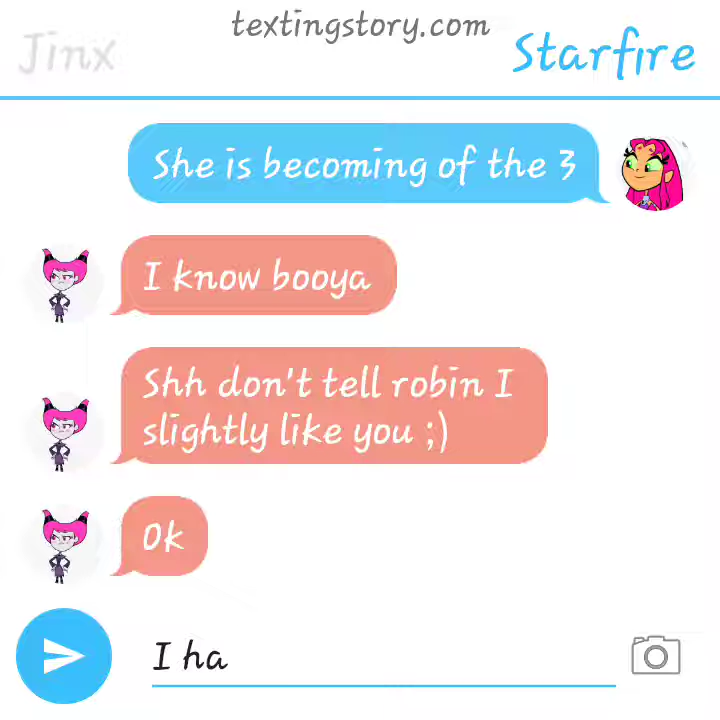 textingstory.com
Jinx
Starfire
She is becoming of the 3
I know booya
Shh don't tell robin I
slightly like you ;)
Ok
I ha